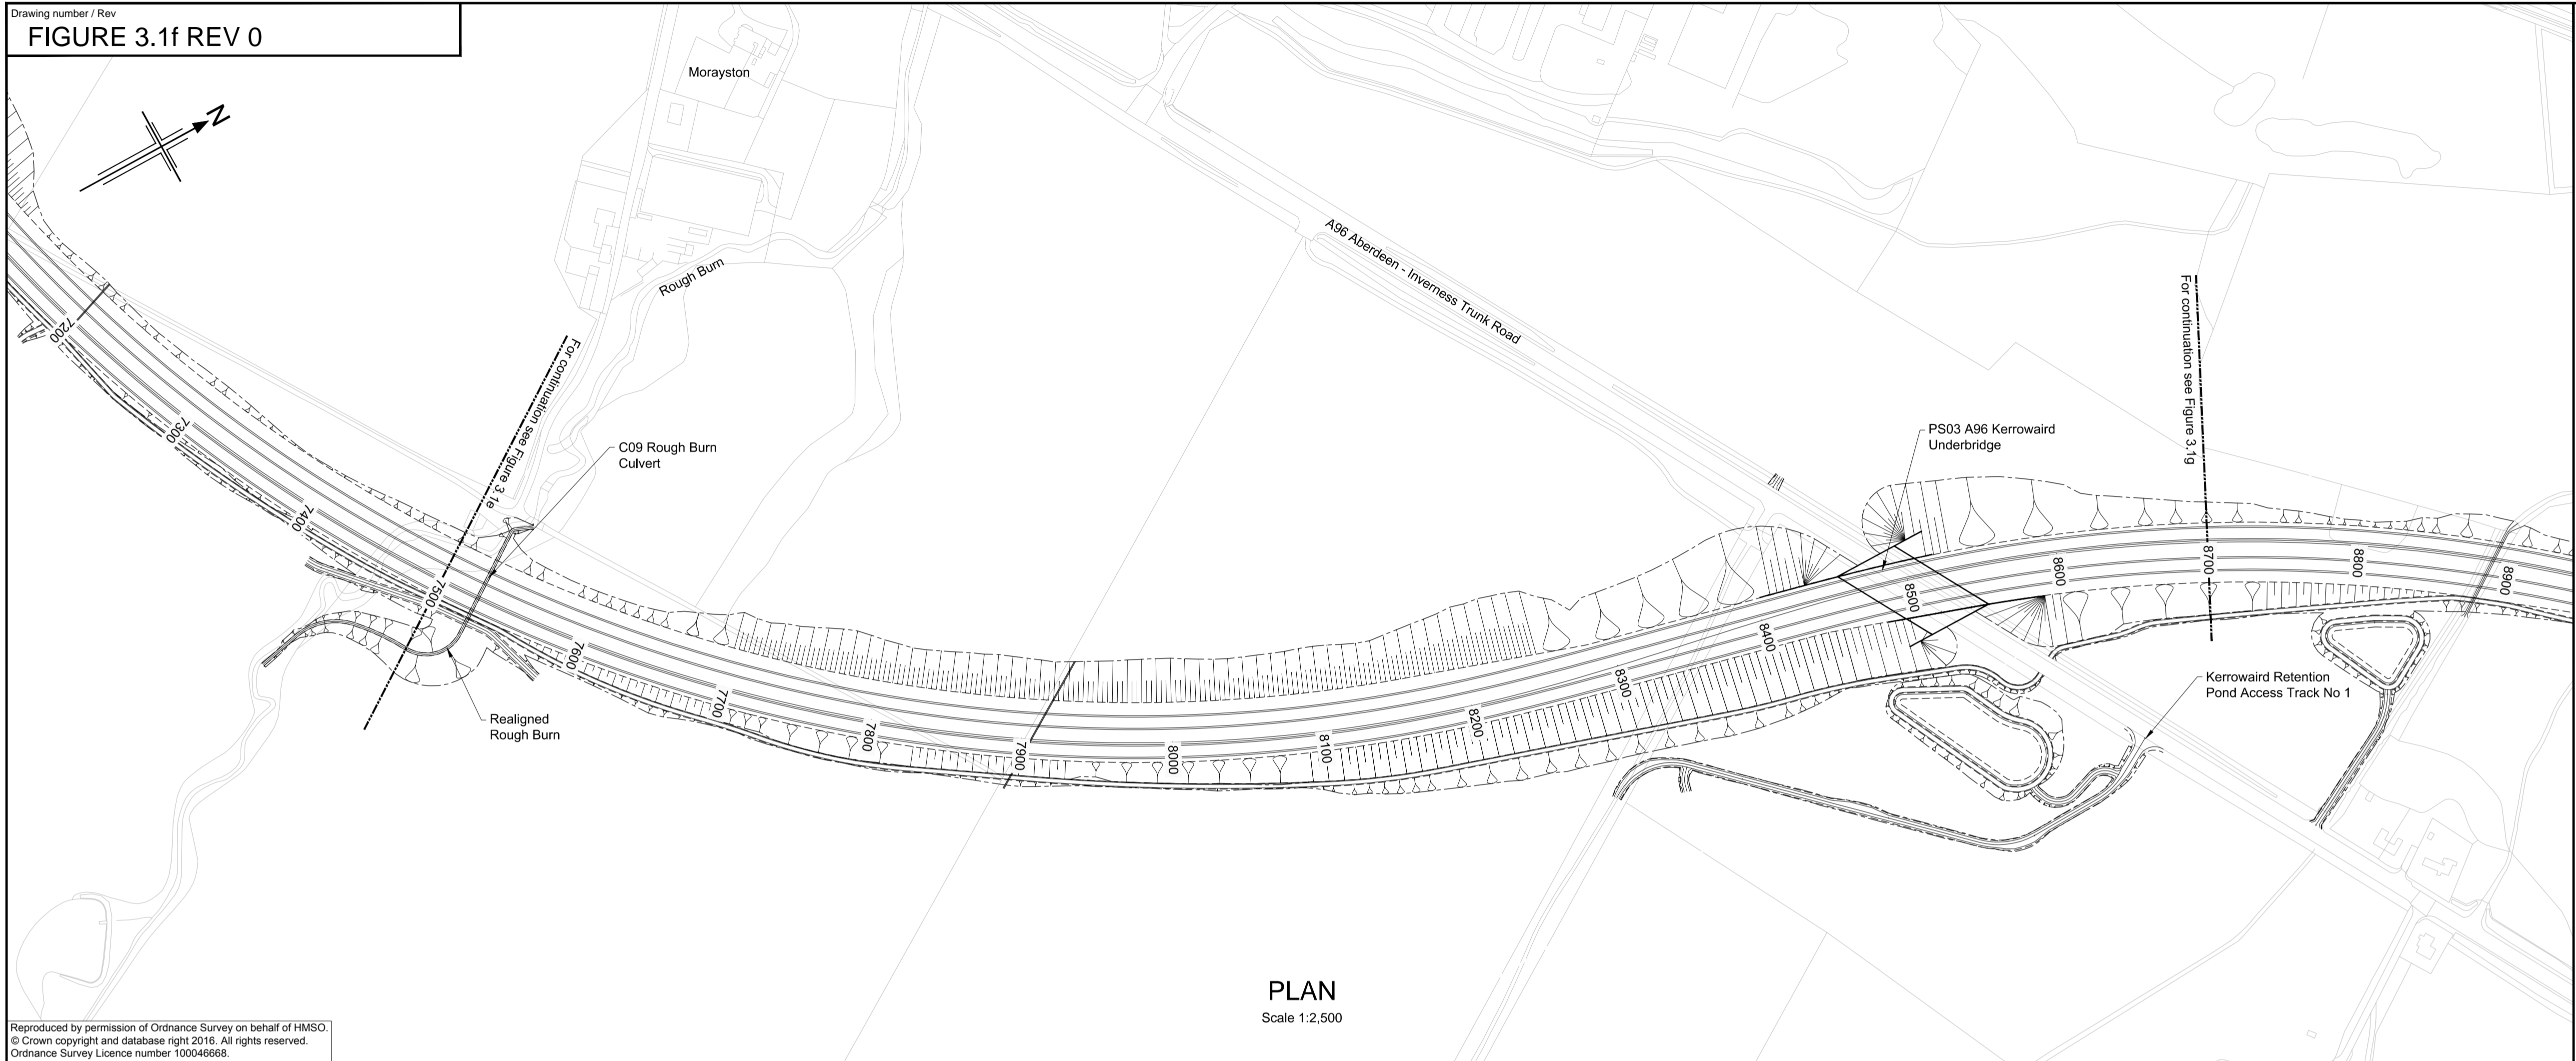 Drawing number / Rev
FIGURE 3.1f REV 0
Morayston
N
Rough Burn
A96 Aberdeen - Inverness Trunk Road
For continuation see Figure 3.1e
For continuation see Figure 3.1g
C09 Rough Burn
Culvert
PS03 A96 Kerrowaird
Underbridge
Realigned
Rough Burn
Kerrowaird Retention
Pond Access Track No 1
7200
7300
7400
7500
7600
7700
7800
7900
8000
8100
8200
8300
8400
8500
8600
8700
8800
8900
PLAN
Scale 1:2,500
Reproduced by permission of Ordnance Survey on behalf of HMSO.
© Crown copyright and database right 2016. All rights reserved.
Ordnance Survey Licence number 100046668.